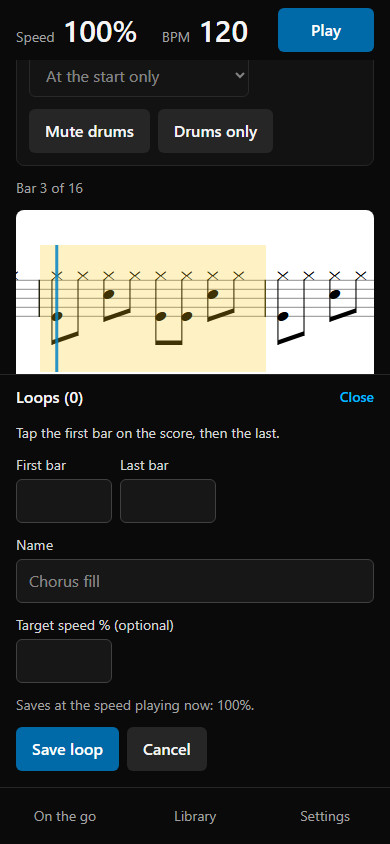 Speed 100% BPM 120 Play
At the start only
Mute drums Drums only
Bar 3 of 16
Loops (0) Close
Tap the first bar on the score, then the last.
First bar Last bar
Name
Chorus fill
Target speed % (optional)
Saves at the speed playing now: 100%.
Save loop Cancel
On the go Library Settings